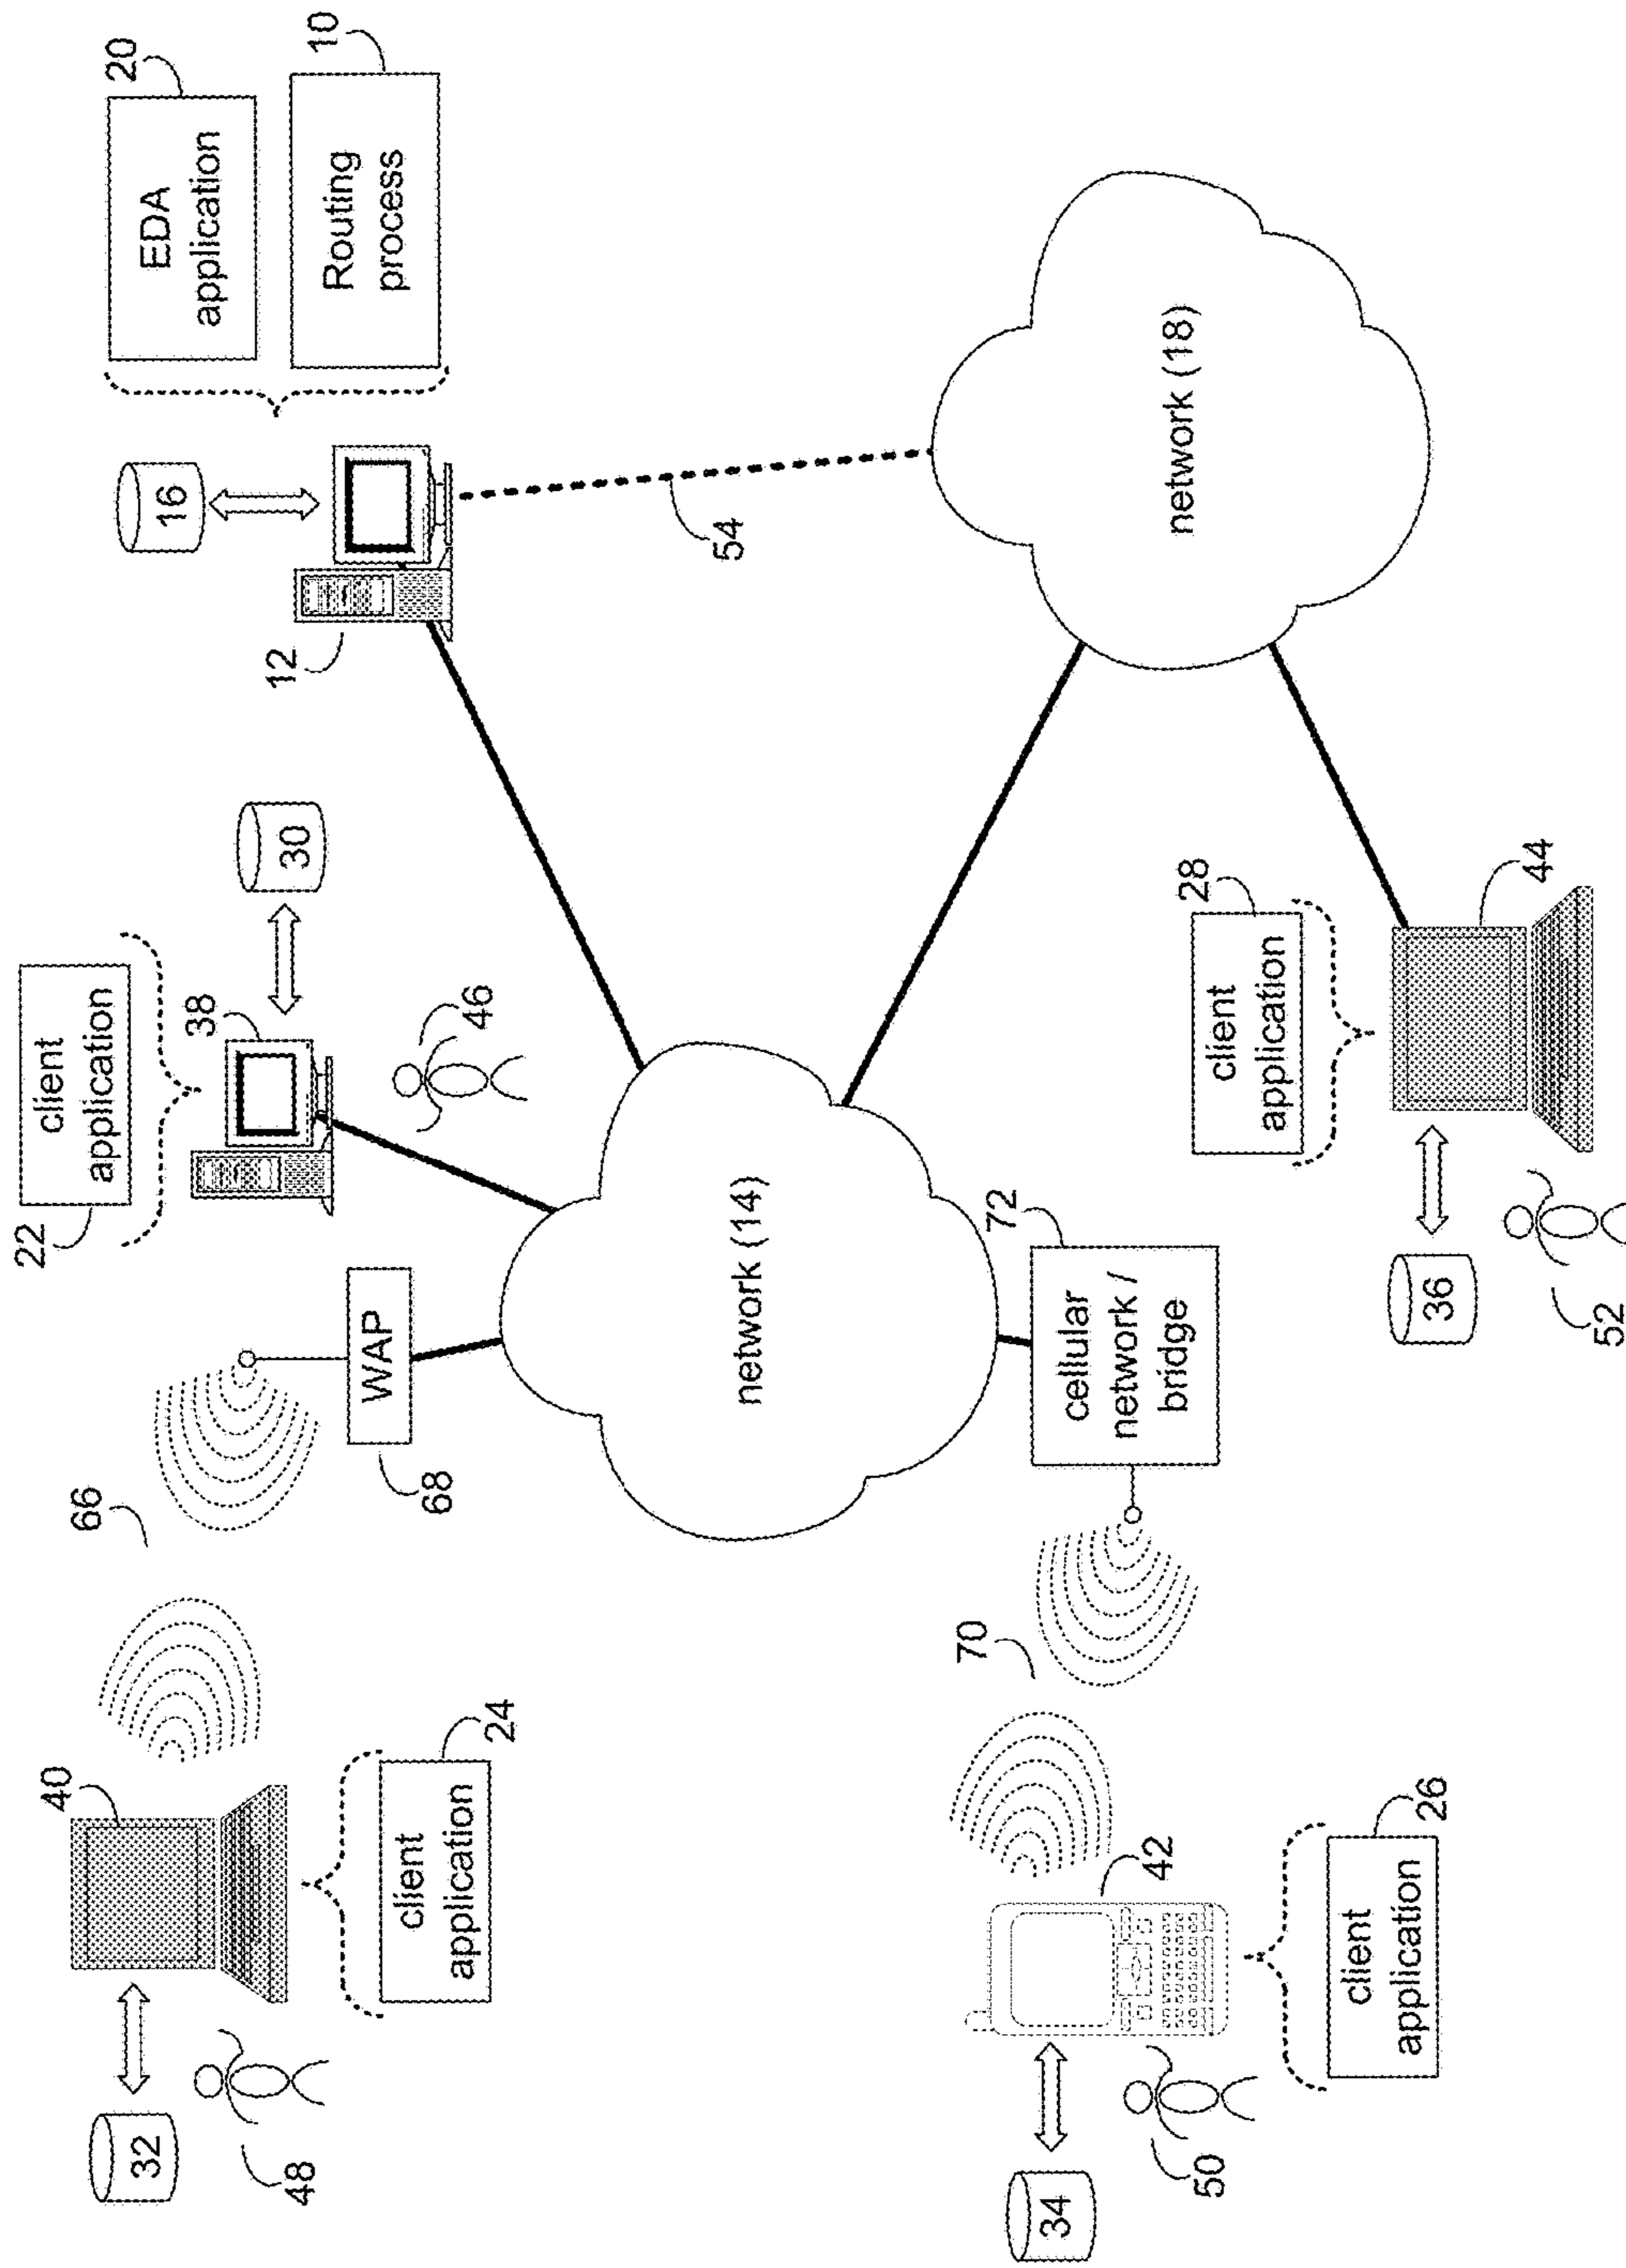 32
40
48
24
client
application
66
WAP
68
22
client
application
38
30
46
16
12
20
EDA
application
10
Routing
process
54
network (14)
network (18)
34
42
50
26
client
application
70
72
cellular
network /
bridge
28
client
application
44
36
52